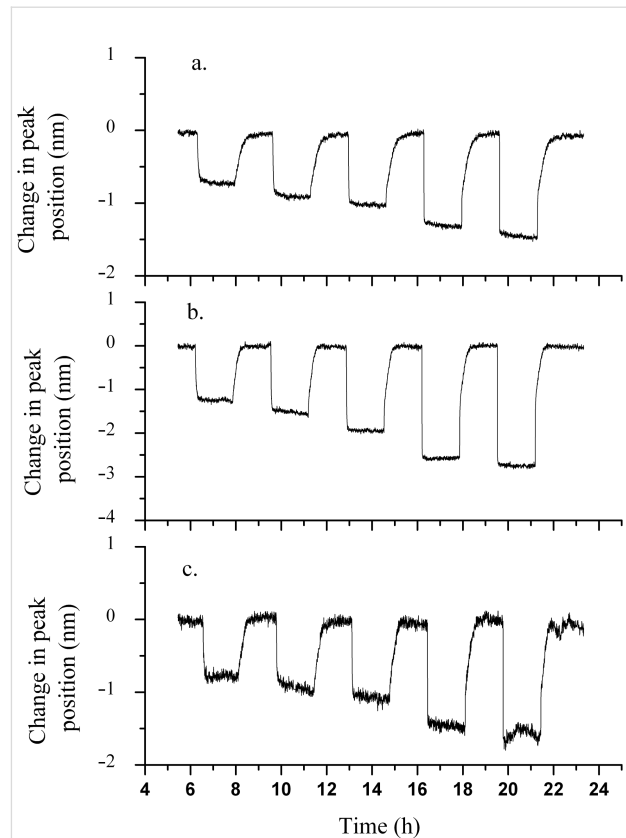 a.
1
0
-1
-2
Change in peak
position (nm)
b.
1
0
-1
-2
-3
-4
Change in peak
position (nm)
c.
1
0
-1
-2
Change in peak
position (nm)
4 6 8 10 12 14 16 18 20 22 24
Time (h)